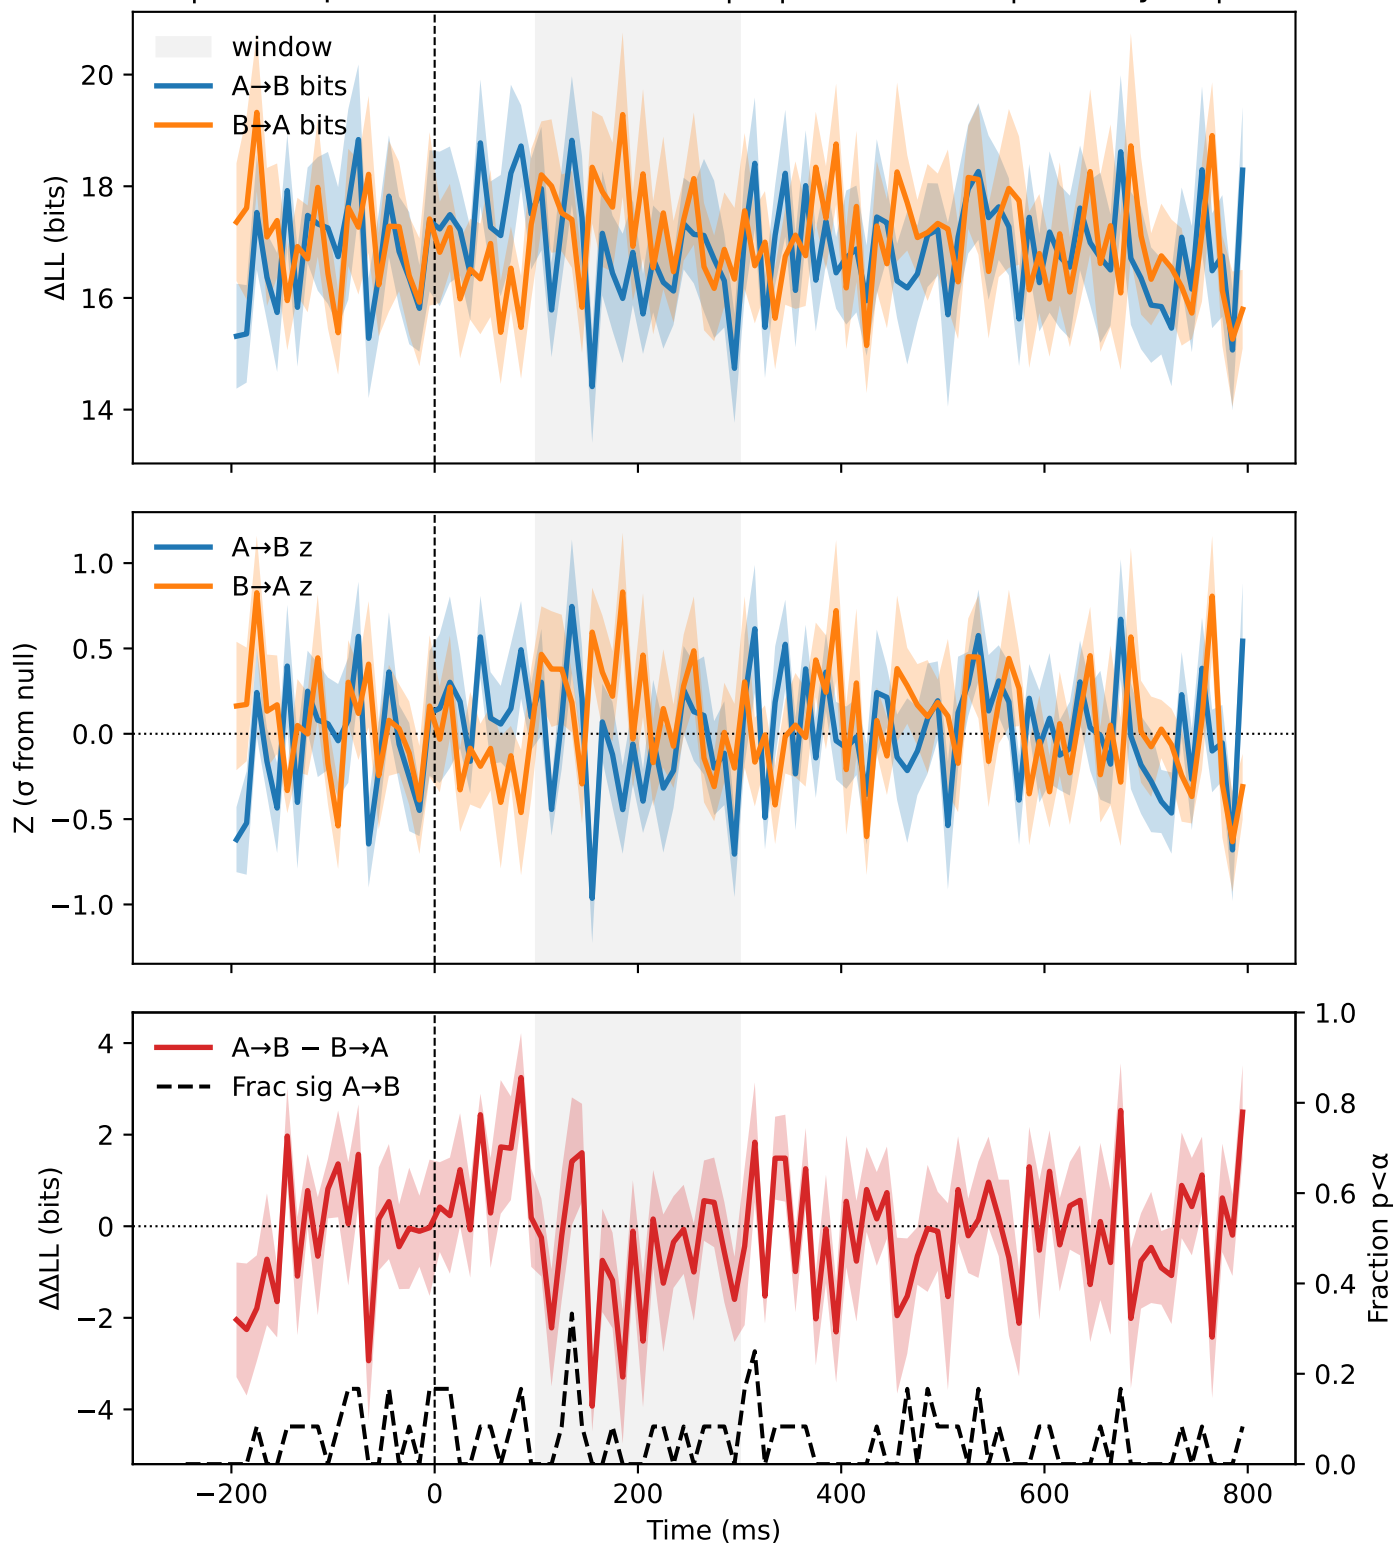 window
A→B bits
B→A bits
20
18
16
14
ΔLL (bits)
A→B z
B→A z
1.0
0.5
0.0
−0.5
−1.0
Z (σ from null)
A→B − B→A
Frac sig A→B
4
2
0
−2
−4
ΔΔLL (bits)
1.0
0.8
0.6
0.4
0.2
0.0
Fraction p<α
−200
0
200
400
600
800
Time (ms)